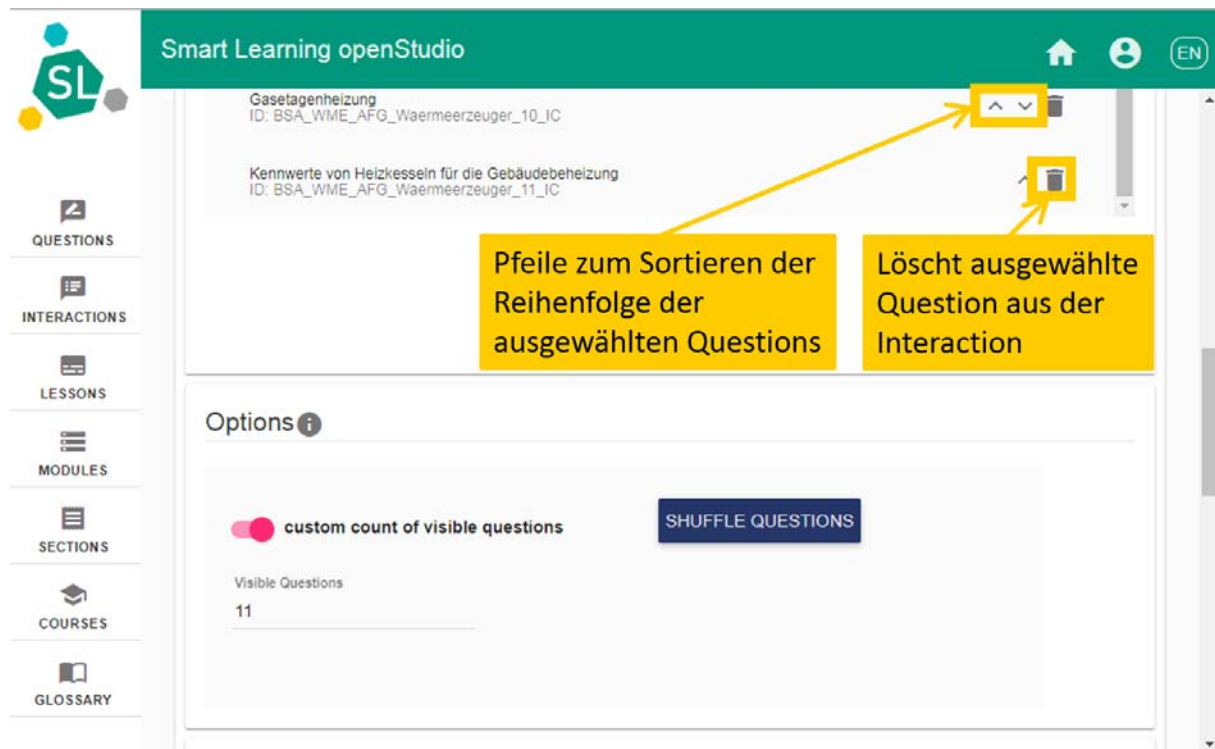 SL
Smart Learning openStudio
EN
Gasetagenheizung
ID: BSA_WME_AFG_Waermeerzeuger_10_IC
Kennwerte von Heizkesseln für die Gebäudebeheizung
ID: BSA_WME_AFG_Waermeerzeuger_11_IC
Pfeile zum Sortieren der
Reihenfolge der
ausgewählten Questions
Löscht ausgewählte
Question aus der
Interaction
QUESTIONS
INTERACTIONS
LESSONS
MODULES
SECTIONS
COURSES
GLOSSARY
Options
custom count of visible questions
SHUFFLE QUESTIONS
Visible Questions
11